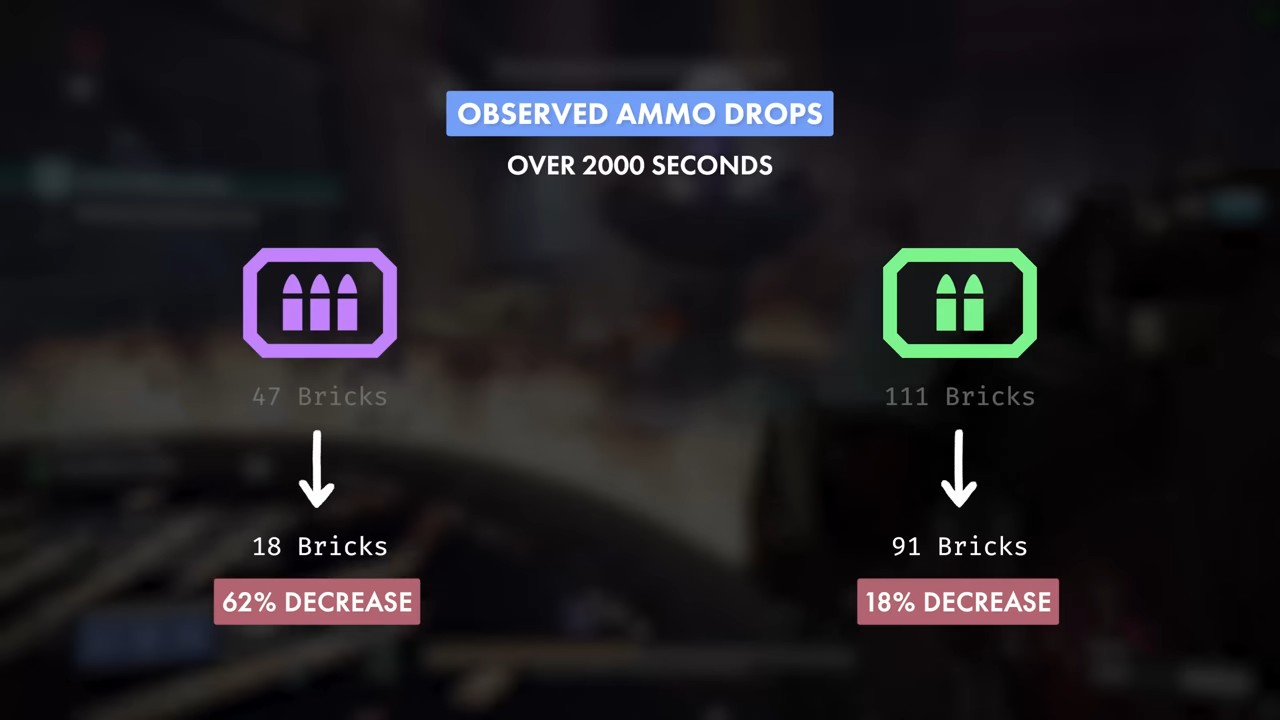 OBSERVED AMMO DROPS
OVER 2000 SECONDS
47 Bricks
111 Bricks
18 Bricks
91 Bricks
62% DECREASE
18% DECREASE